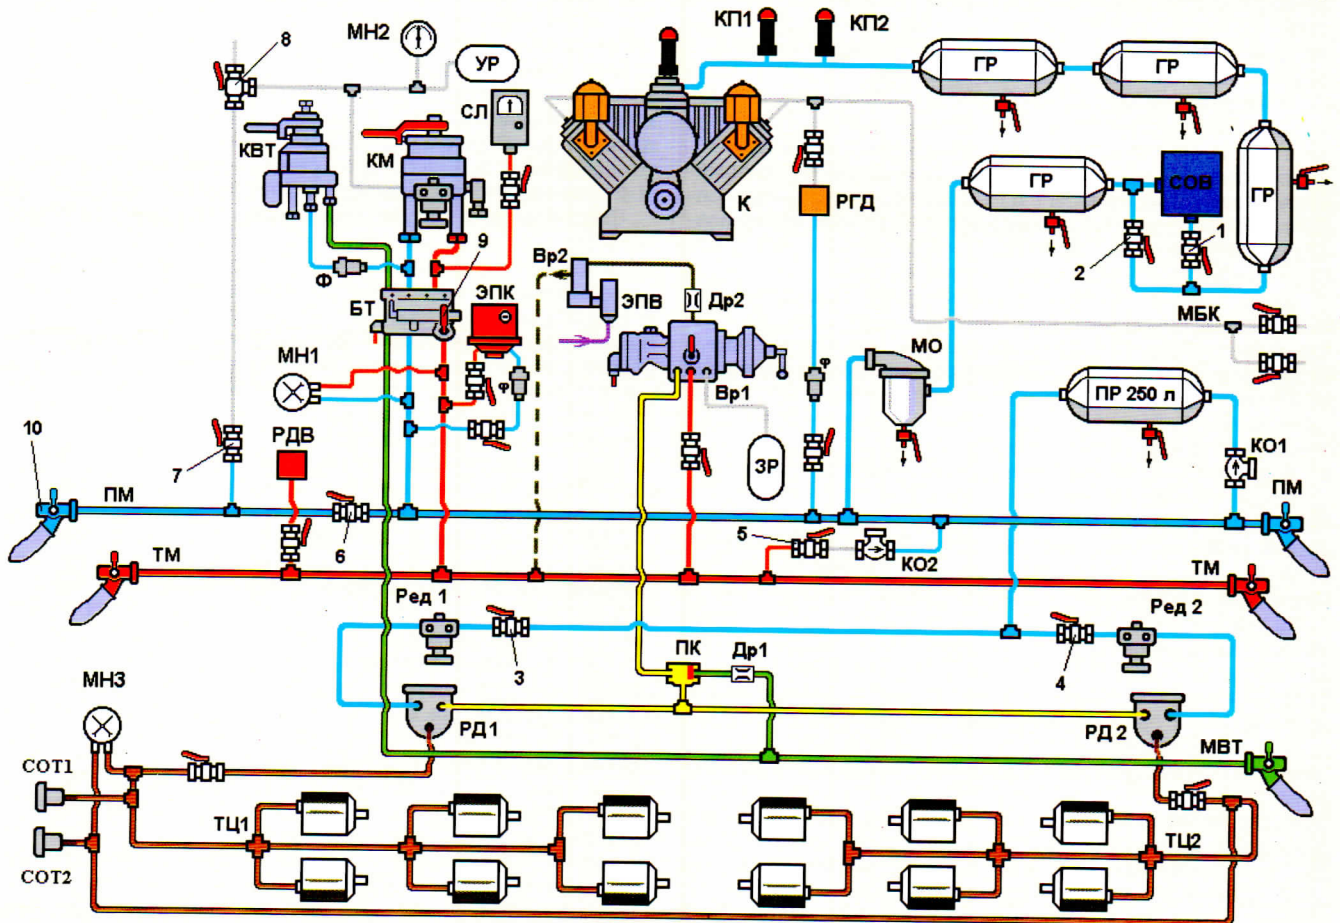 КП1
КП2
8
МН2
УР
ГР
ГР
СЛ
КВТ
КМ
К
РГД
ГР
СОВ
ГР
1
2
Ф
9
Вр2
БТ
ЭПК
ЭПВ
Др2
МБК
МН1
Ф
Вр1
МО
ПР 250 л
10
РДВ
7
ЗР
Ф
КО1
ПМ
ПМ
6
5
КО2
ТМ
ТМ
Ред 1
Ред 2
3
ПК
Др1
4
МН3
РД1
РД 2
МВТ
СОТ1
ТЦ1
ТЦ2
СОТ2